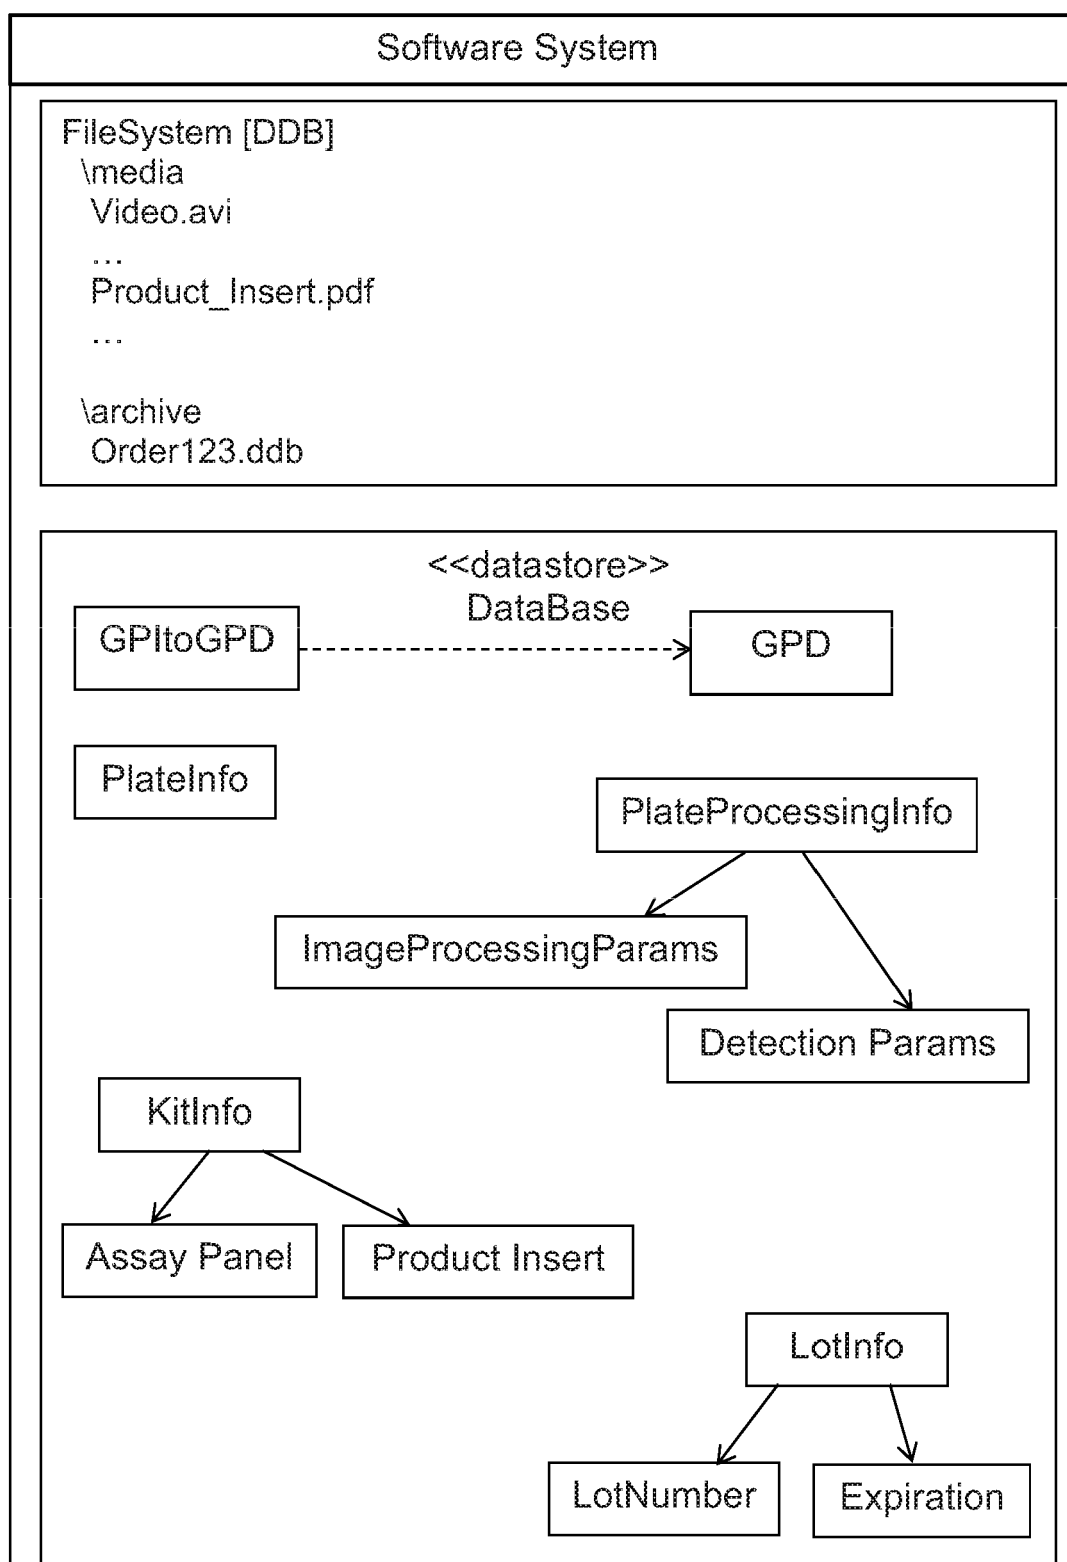 Software System
FileSystem [DDB]
\media
Video.avi
...
Product_Insert.pdf
...
\archive
Order123.ddb
<<datastore>>
DataBase
GPItoGPD
GPD
PlateInfo
PlateProcessingInfo
ImageProcessingParams
Detection Params
KitInfo
Assay Panel
Product Insert
LotInfo
LotNumber
Expiration